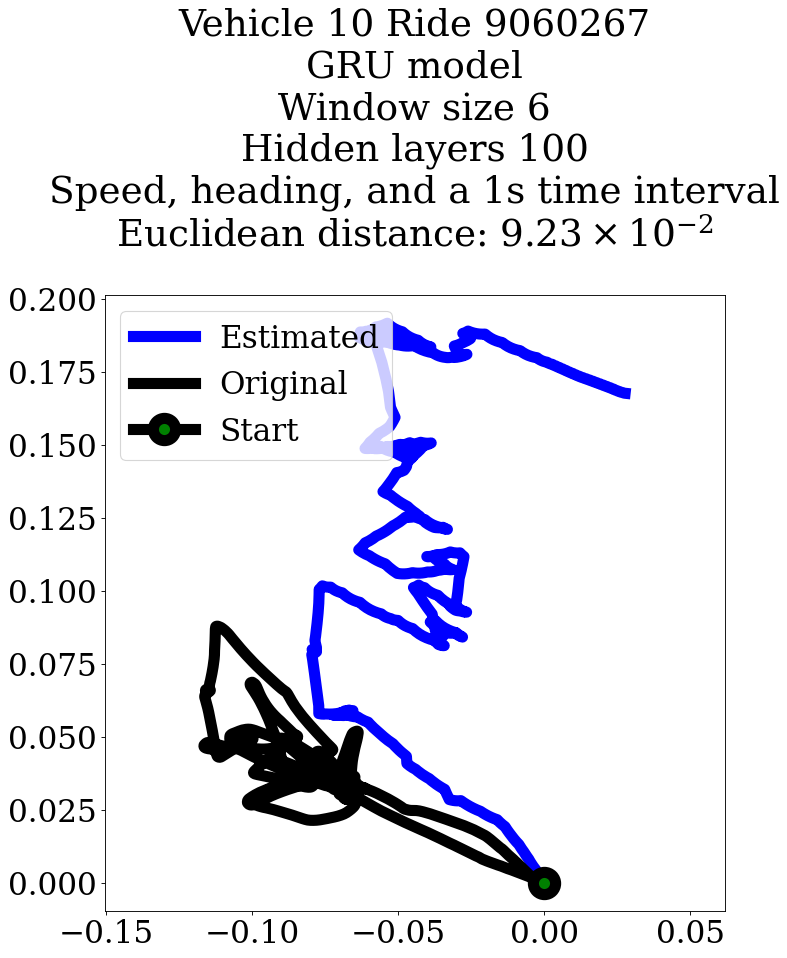 Vehicle 10 Ride 9060267
GRU model
Window size 6
Hidden layers 100
Speed, heading, and a 1s time interval
Euclidean distance: 9.23 × 10⁻²
0.200
0.175
0.150
0.125
0.100
0.075
0.050
0.025
0.000
Estimated
Original
Start
−0.15 −0.10 −0.05 0.00 0.05